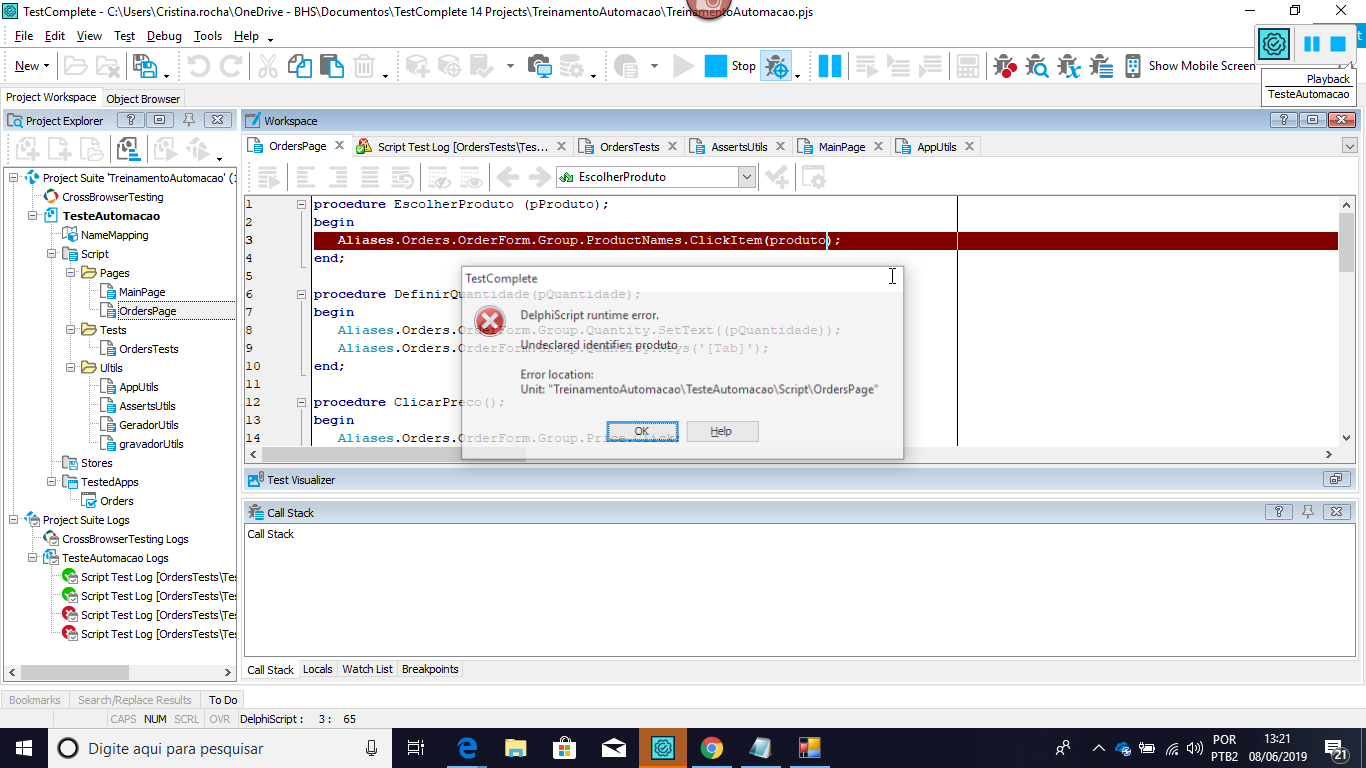 TestComplete - C:\Users\Cristina.rocha\OneDrive - BHS\Documentos\TestComplete 14 Projects\TreinamentoAutomacao\TreinamentoAutomacao.pjs
File Edit View Test Debug Tools Help
New Stop Show Mobile Screen
Playback
TesteAutomacao
Project Workspace Object Browser
Project Explorer
Project Suite 'TreinamentoAutomacao' (1
CrossBrowserTesting
TesteAutomacao
NameMapping
Script
Pages
MainPage
OrdersPage
Tests
OrdersTests
Ultils
AppUtils
AssertsUtils
GeradorUtils
gravadorUtils
Stores
TestedApps
Orders
Project Suite Logs
CrossBrowserTesting Logs
TesteAutomacao Logs
Script Test Log [OrdersTests\Tes
Script Test Log [OrdersTests\Tes
Script Test Log [OrdersTests\Tes
Script Test Log [OrdersTests\Tes
Workspace
OrdersPage Script Test Log [OrdersTests\Tes... OrdersTests AssertsUtils MainPage AppUtils
EscolherProduto
1 procedure EscolherProduto (pProduto);
2 begin
3 Aliases.Orders.OrderForm.Group.ProductNames.ClickItem(produto);
4 end;
5
6 procedure DefinirQuantidade(pQuantidade);
7 begin
8 Aliases.Orders.OrderForm.Group.Quantity.SetText((pQuantidade));
9 Aliases.Orders.OrderForm.Group.Quantity.Keys('[Tab]');
10 end;
11
12 procedure ClicarPreco();
13 begin
14 Aliases.Orders.OrderForm.Group.Price.Click;
TestComplete
DelphiScript runtime error.
Undeclared identifier: produto
Error location:
Unit: "TreinamentoAutomacao\TesteAutomacao\Script\OrdersPage"
OK Help
Test Visualizer
Call Stack
Call Stack
Call Stack Locals Watch List Breakpoints
Bookmarks Search/Replace Results To Do
CAPS NUM SCRL OVR DelphiScript : 3: 65
Digite aqui para pesquisar
POR
PTB2
13:21
08/06/2019
21